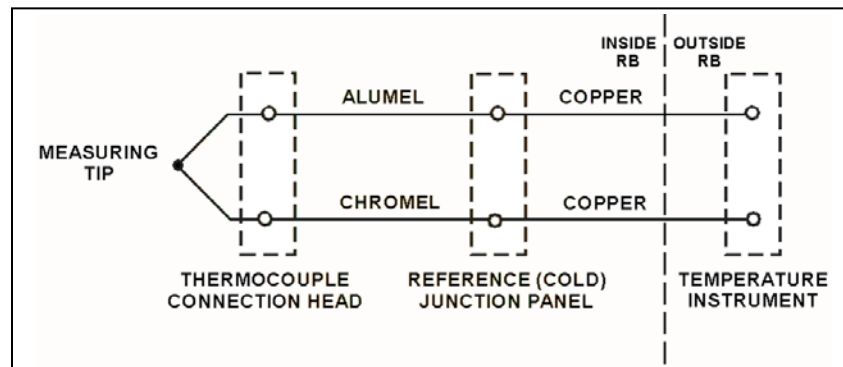 INSIDE RB
OUTSIDE RB
ALUMEL
COPPER
MEASURING
TIP
CHROMEL
COPPER
THERMOCOUPLE
CONNECTION HEAD
REFERENCE (COLD)
JUNCTION PANEL
TEMPERATURE
INSTRUMENT